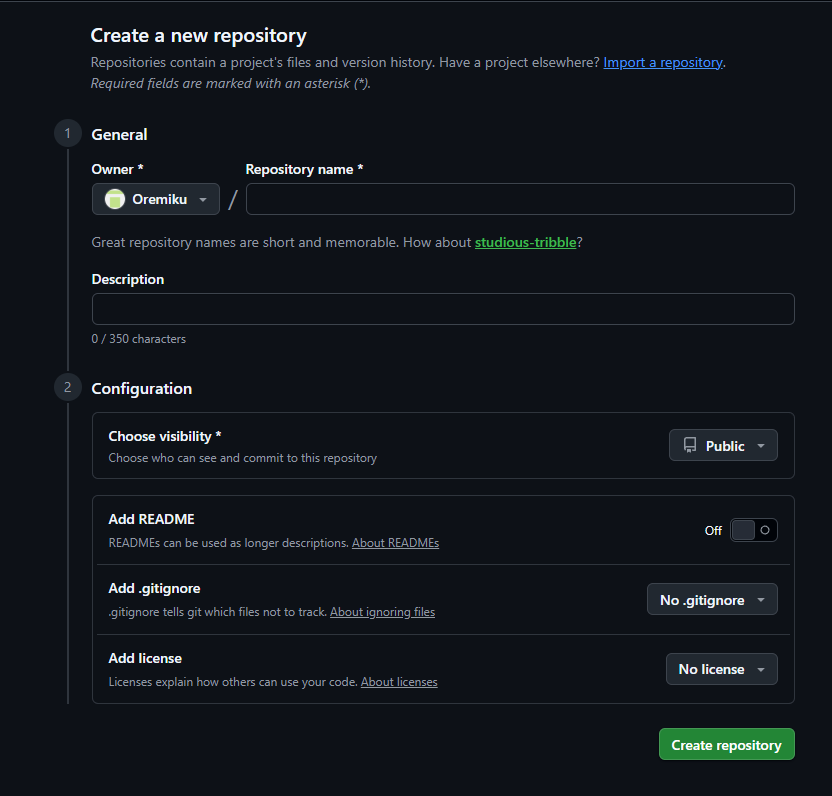 Create a new repository
Repositories contain a project's files and version history. Have a project elsewhere? Import a repository.
Required fields are marked with an asterisk (*).
1
General
Owner *
Repository name *
Oremiku
/
Great repository names are short and memorable. How about studious-tribble?
Description
0 / 350 characters
2
Configuration
Choose visibility *
Choose who can see and commit to this repository
Public
Add README
READMEs can be used as longer descriptions. About READMEs
Off
Add .gitignore
.gitignore tells git which files not to track. About ignoring files
No .gitignore
Add license
Licenses explain how others can use your code. About licenses
No license
Create repository